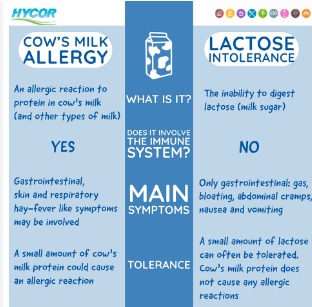 HYCOR
COW'S MILK
ALLERGY
LACTOSE
INTOLERANCE
An allergic reaction to
protein in cow's milk
(and other types of milk)
WHAT IS IT?
The inability to digest
lactose (milk sugar)
YES
DOES IT INVOLVE
THE IMMUNE
SYSTEM?
NO
Gastrointestinal,
skin and respiratory
hay-fever like symptoms
may be involved
MAIN
SYMPTOMS
Only gastrointestinal: gas,
bloating, abdominal cramps,
nausea and vomiting
A small amount of cow's
milk protein could cause
an allergic reaction
TOLERANCE
A small amount of lactose
can often be tolerated.
Cow's milk protein does
not cause any allergic
reactions